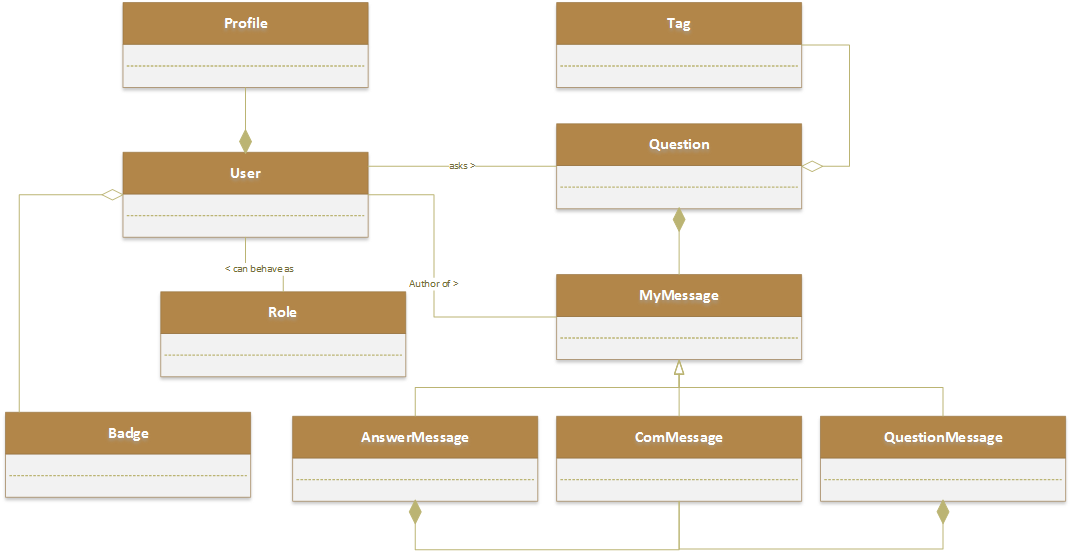 Profile
Tag
Question
User
asks >
< can behave as
Author of >
Role
MyMessage
Badge
AnswerMessage
ComMessage
QuestionMessage